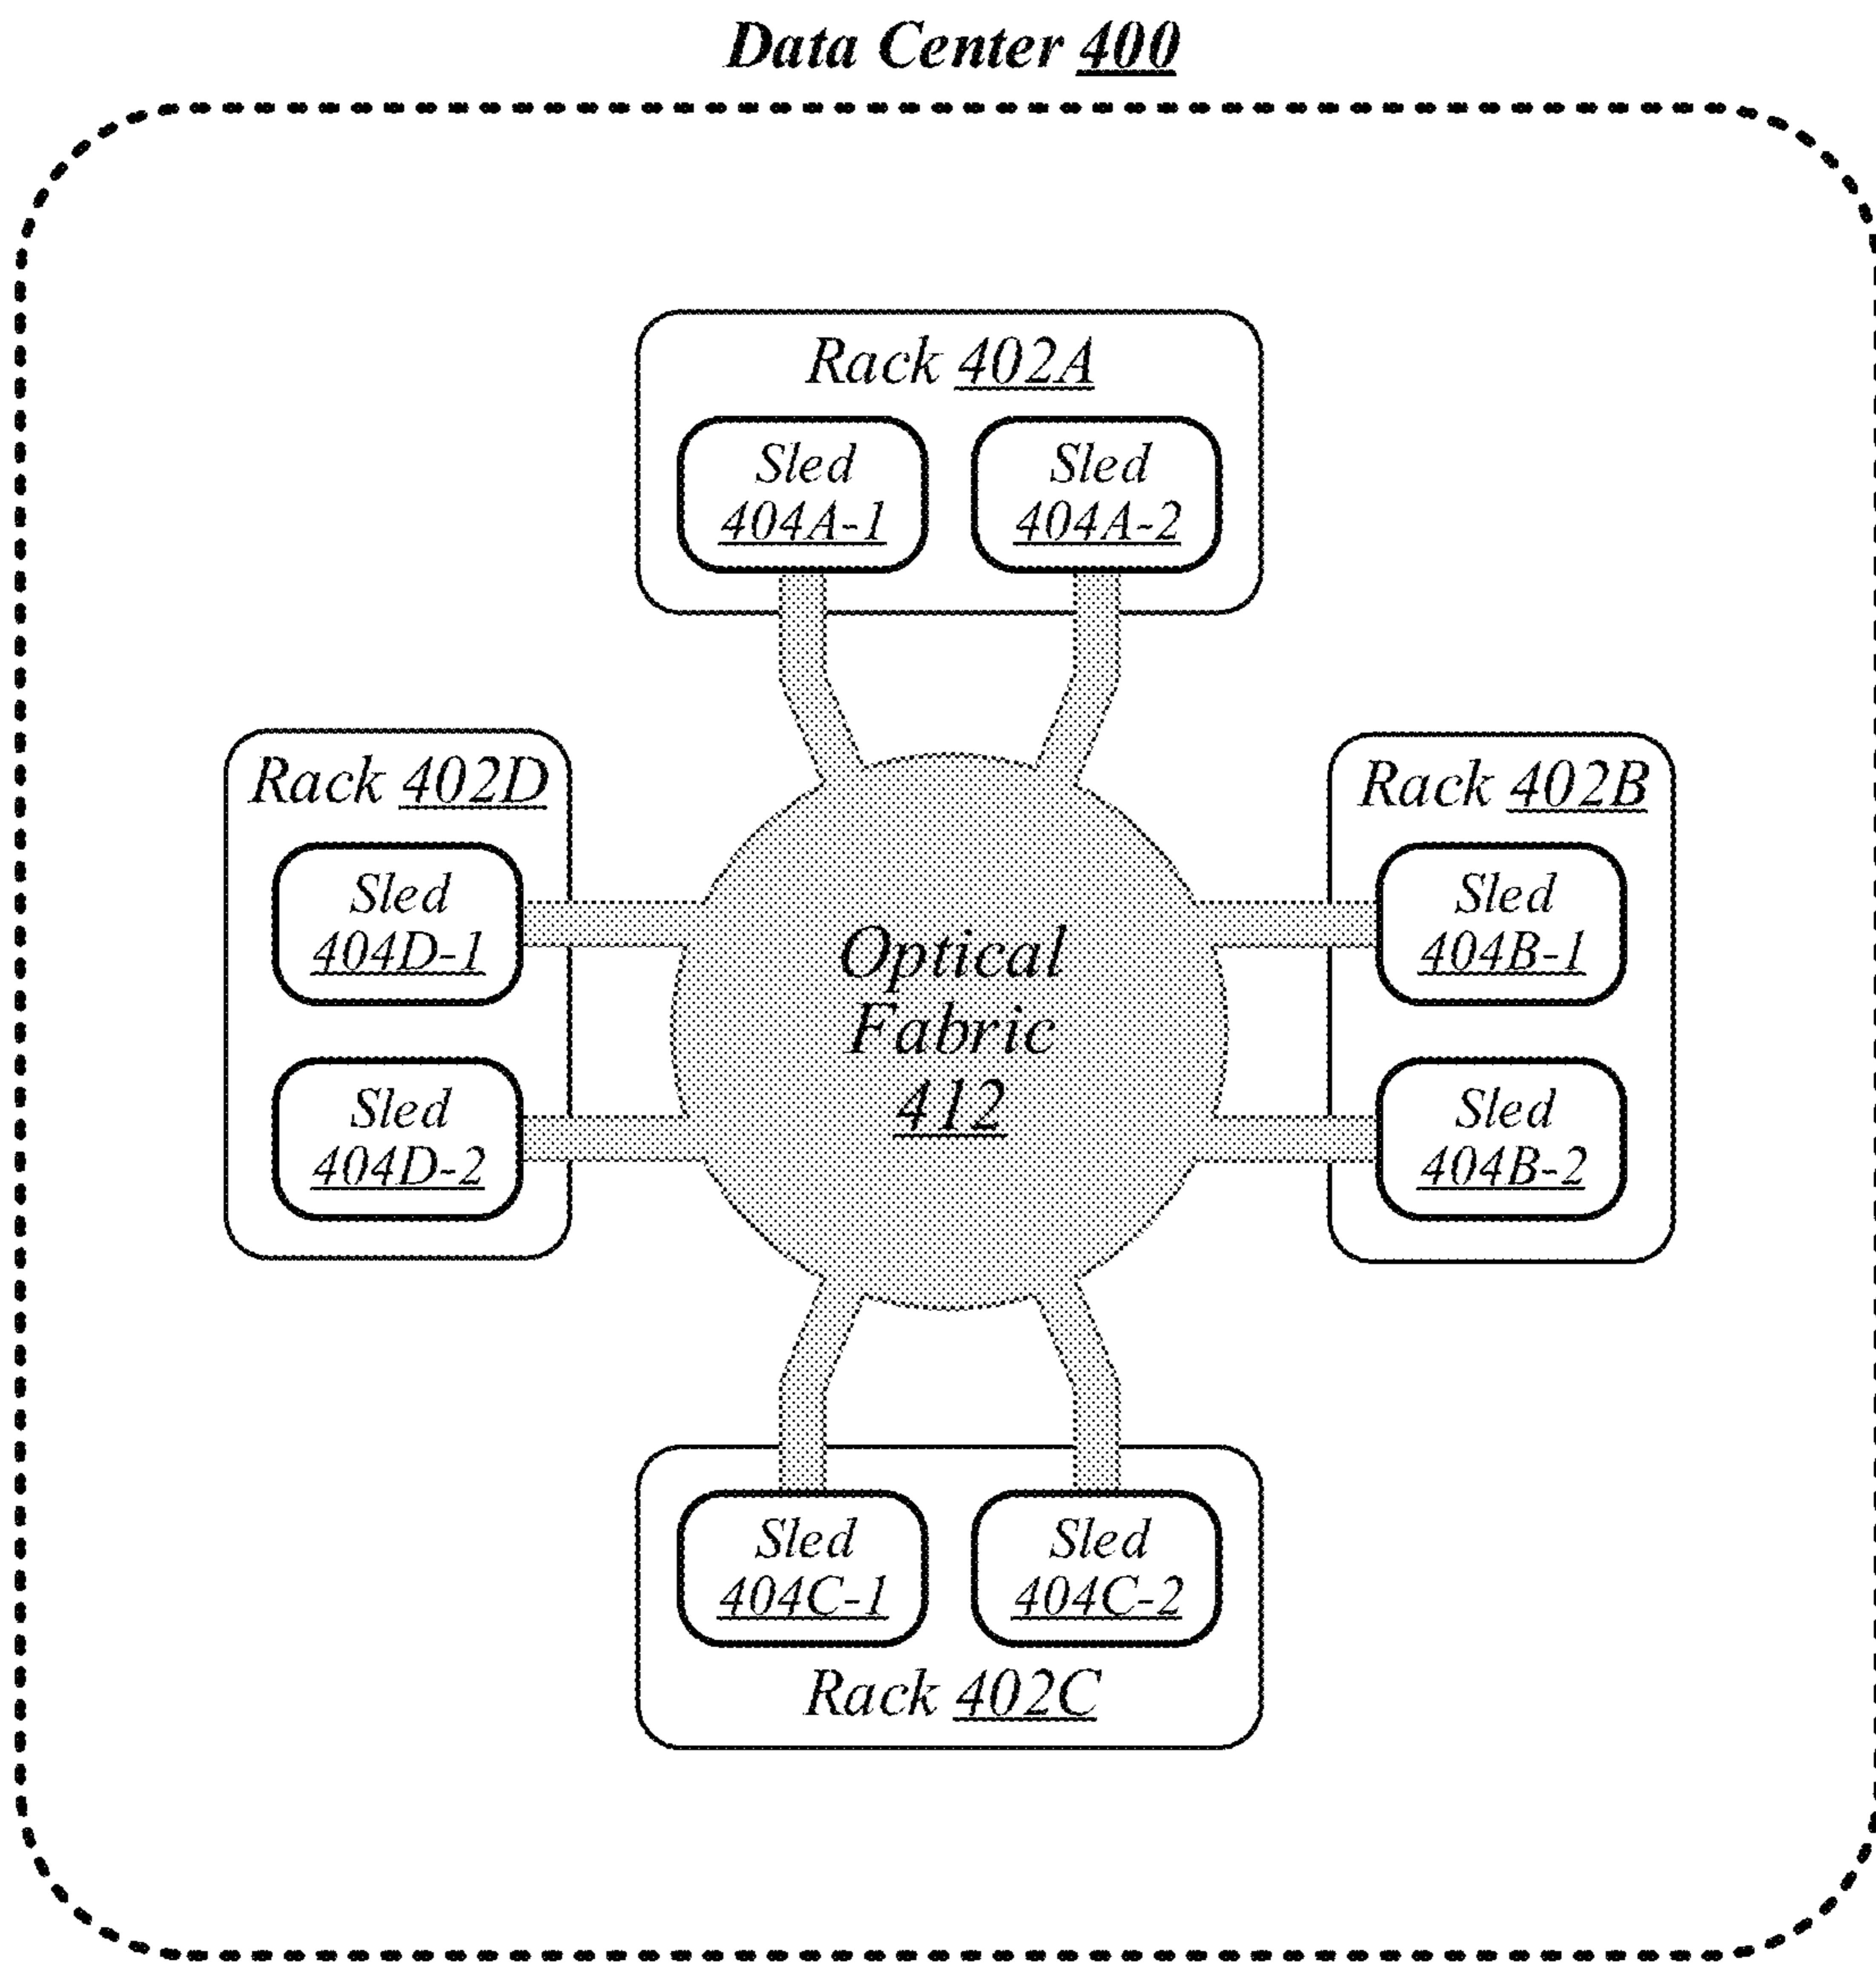 Data Center 400
Rack 402A
Sled
404A-1
Sled
404A-2
Rack 402D
Sled
404D-1
Sled
404D-2
Optical
Fabric
412
Rack 402B
Sled
404B-1
Sled
404B-2
Sled
404C-1
Sled
404C-2
Rack 402C